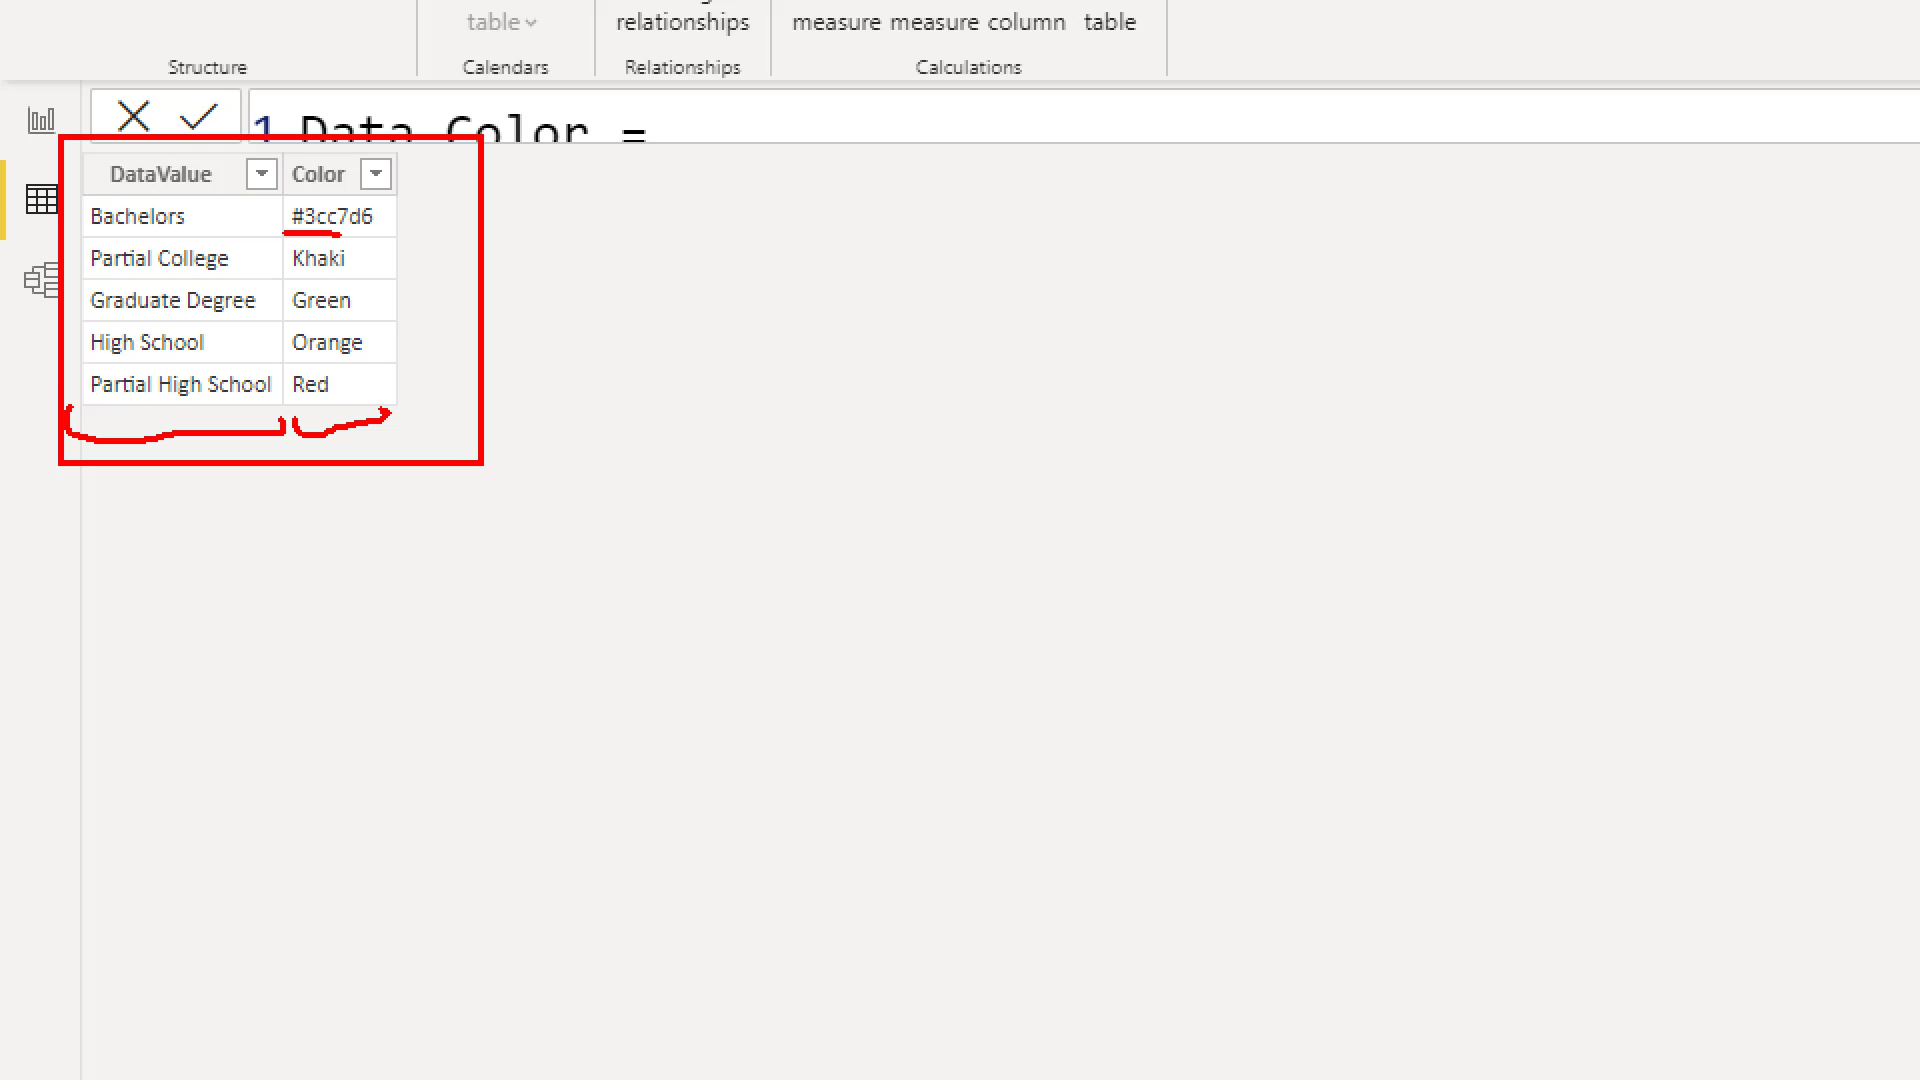 table
relationships
measure measure column table
Structure
Calendars
Relationships
Calculations
1 Data Color =
DataValue Color
Bachelors #3cc7d6
Partial College Khaki
Graduate Degree Green
High School Orange
Partial High School Red